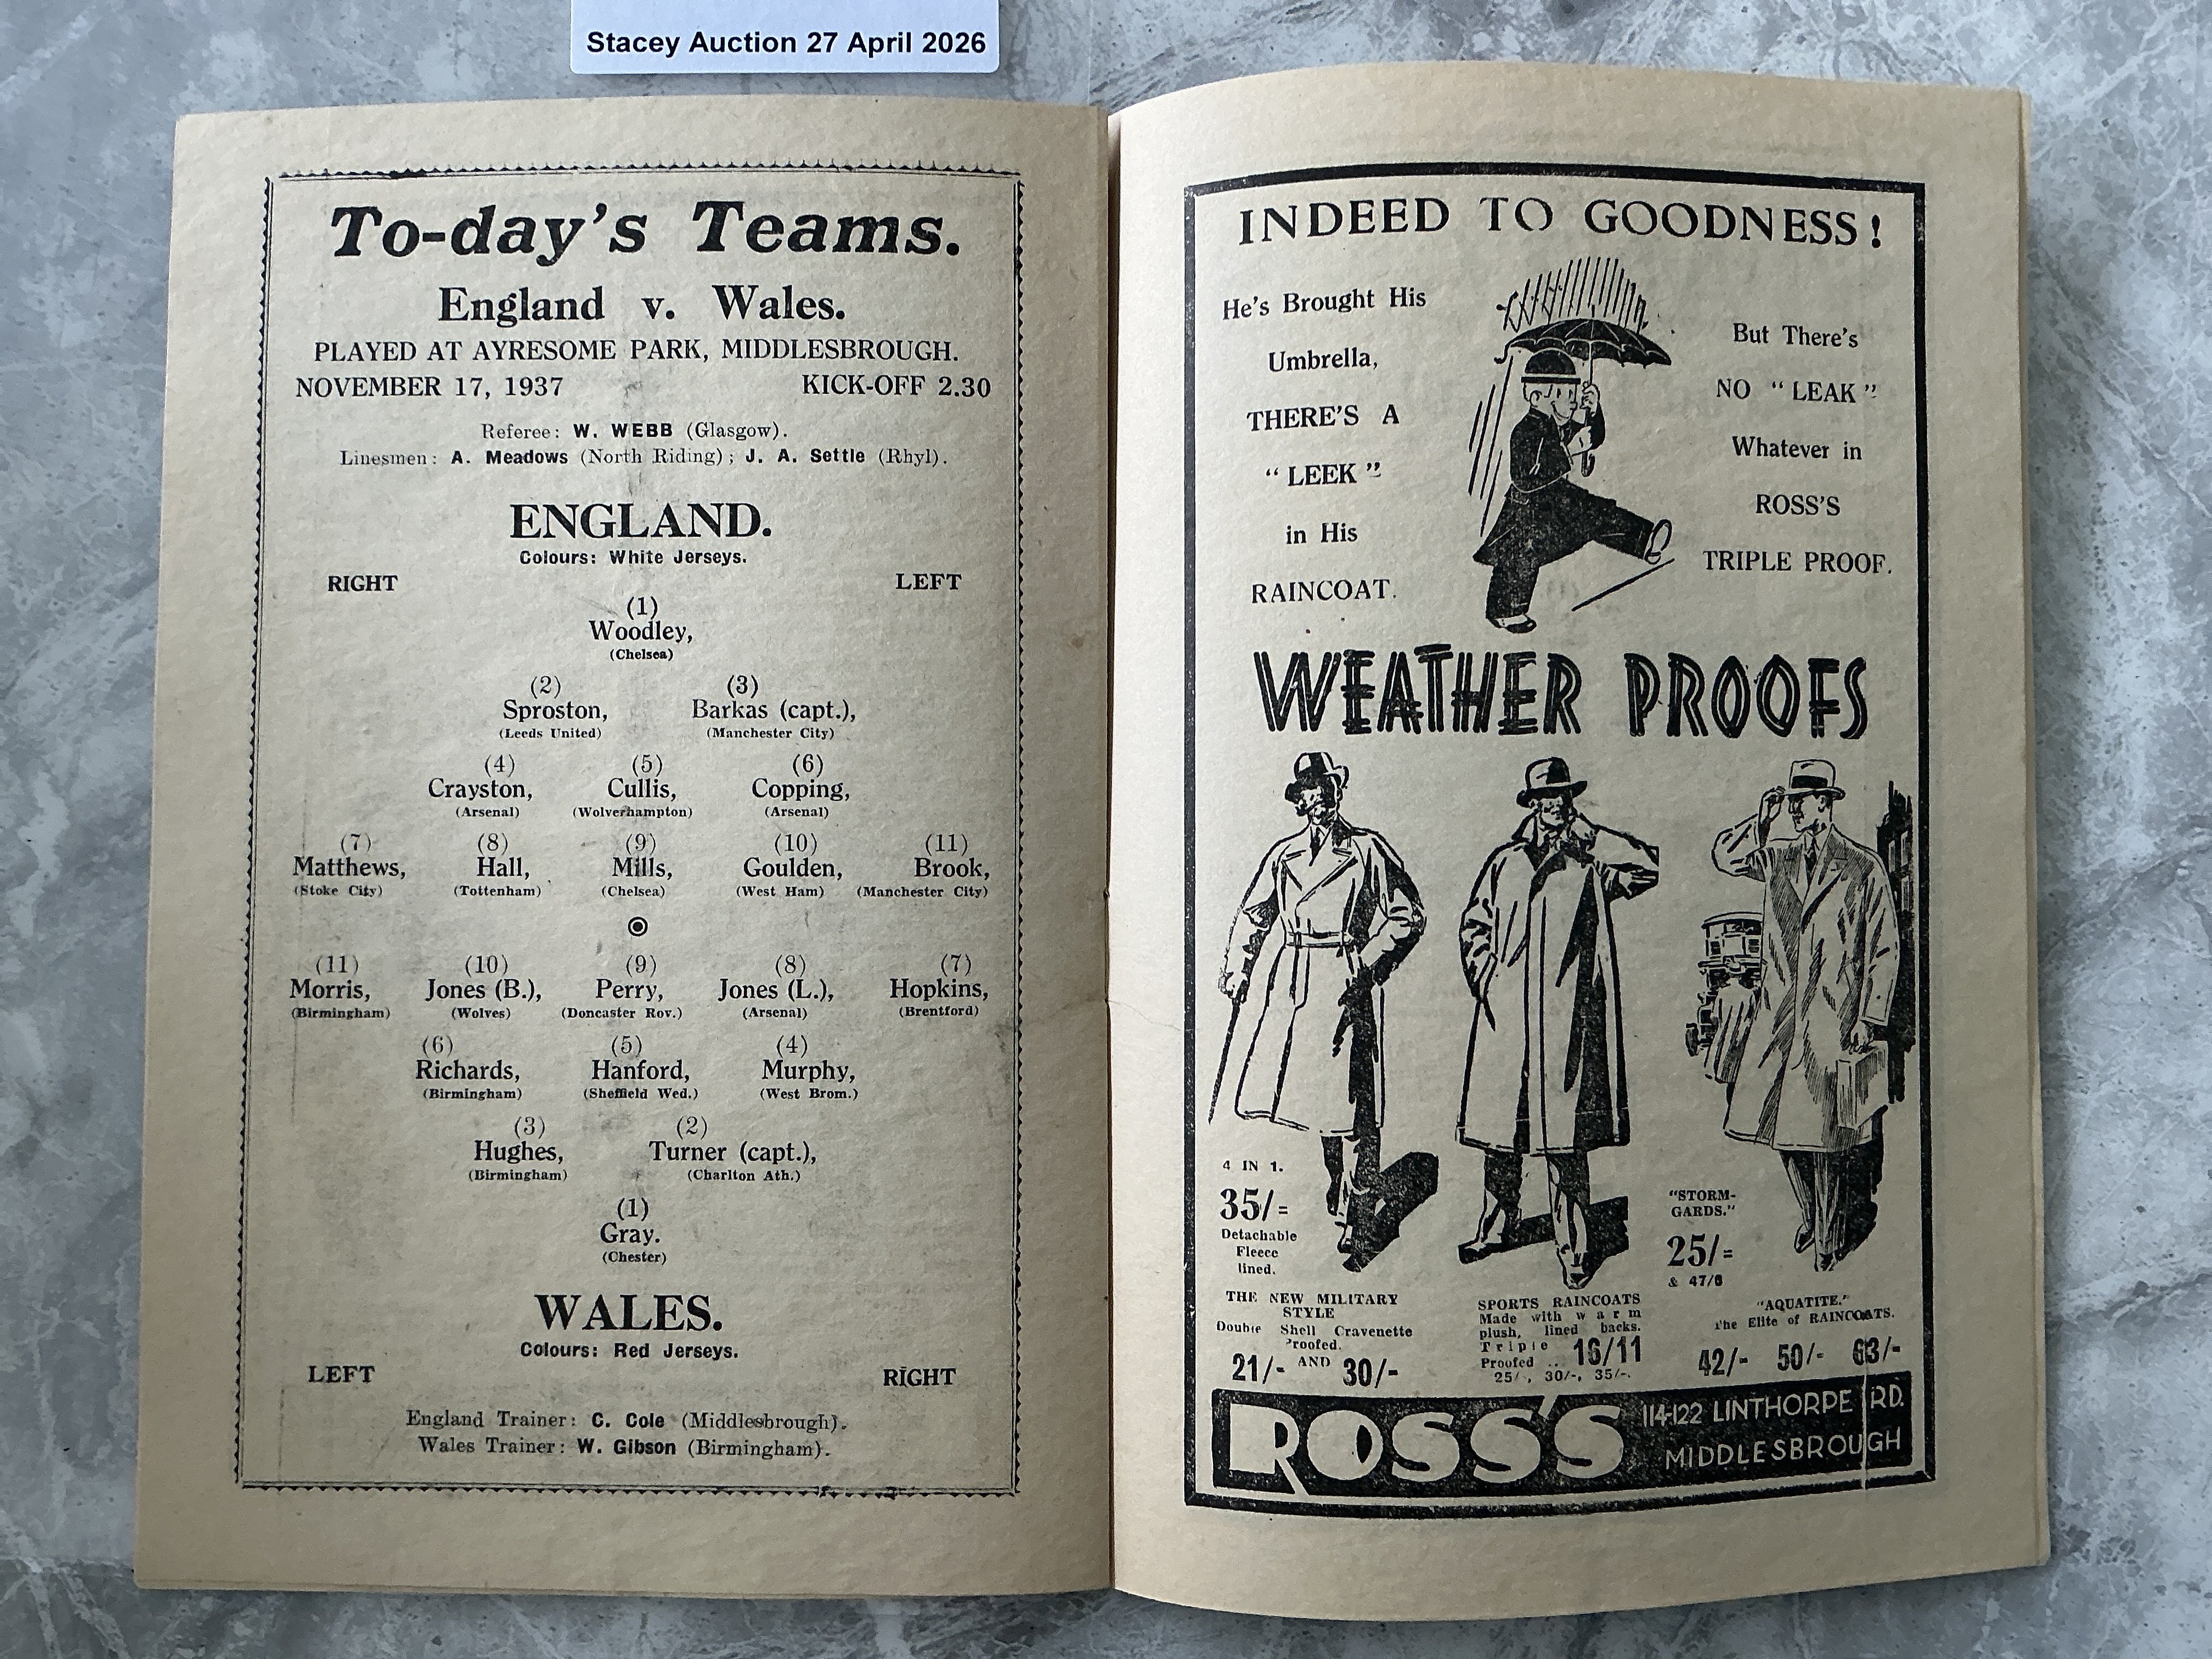 Stacey Auction 27 April 2026
To-day's Teams.
England v. Wales.
PLAYED AT AYRESOME PARK, MIDDLESBROUGH.
NOVEMBER 17, 1937 KICK-OFF 2.30
Referee: W. WEBB (Glasgow).
Linesmen: A. Meadows (North Riding); J. A. Settle (Rhyl).
ENGLAND.
Colours: White Jerseys.
RIGHT LEFT
(1)
Woodley,
(Chelsea)
(2) (3)
Sproston, Barkas (capt.),
(Leeds United) (Manchester City)
(4) (5) (6)
Crayston, Cullis, Copping,
(Arsenal) (Wolverhampton) (Arsenal)
(7) (8) (9) (10) (11)
Matthews, Hall, Mills, Goulden, Brook,
(Stoke City) (Tottenham) (Chelsea) (West Ham) (Manchester City)
(11) (10) (9) (8) (7)
Morris, Jones (B.), Perry, Jones (L.), Hopkins,
(Birmingham) (Wolves) (Doncaster Rov.) (Arsenal) (Brentford)
(6) (5) (4)
Richards, Hanford, Murphy,
(Birmingham) (Sheffield Wed.) (West Brom.)
(3) (2)
Hughes, Turner (capt.),
(Birmingham) (Charlton Ath.)
(1)
Gray.
(Chester)
WALES.
Colours: Red Jerseys.
LEFT RIGHT
England Trainer: C. Cole (Middlesbrough).
Wales Trainer: W. Gibson (Birmingham).
INDEED TO GOODNESS!
He's Brought His
Umbrella,
THERE'S A
"LEEK"
in His
RAINCOAT.
But There's
NO "LEAK"
Whatever in
ROSS'S
TRIPLE PROOF.
WEATHER PROOFS
4 IN 1.
35/=
Detachable
Fleece
lined.
THE NEW MILITARY
STYLE
Double Shell Cravenette
Proofed.
21/- AND 30/-
SPORTS RAINCOATS
Made with warm
plush, lined backs.
Triple
Proofed .. 16/11
25/-, 30/-, 35/-.
"STORM-
GARDS."
25/=
& 47/6
"AQUATITE."
The Elite of RAINCOATS.
42/- 50/- 63/-
ROSS'S
114-122 LINTHORPE RD.
MIDDLESBROUGH